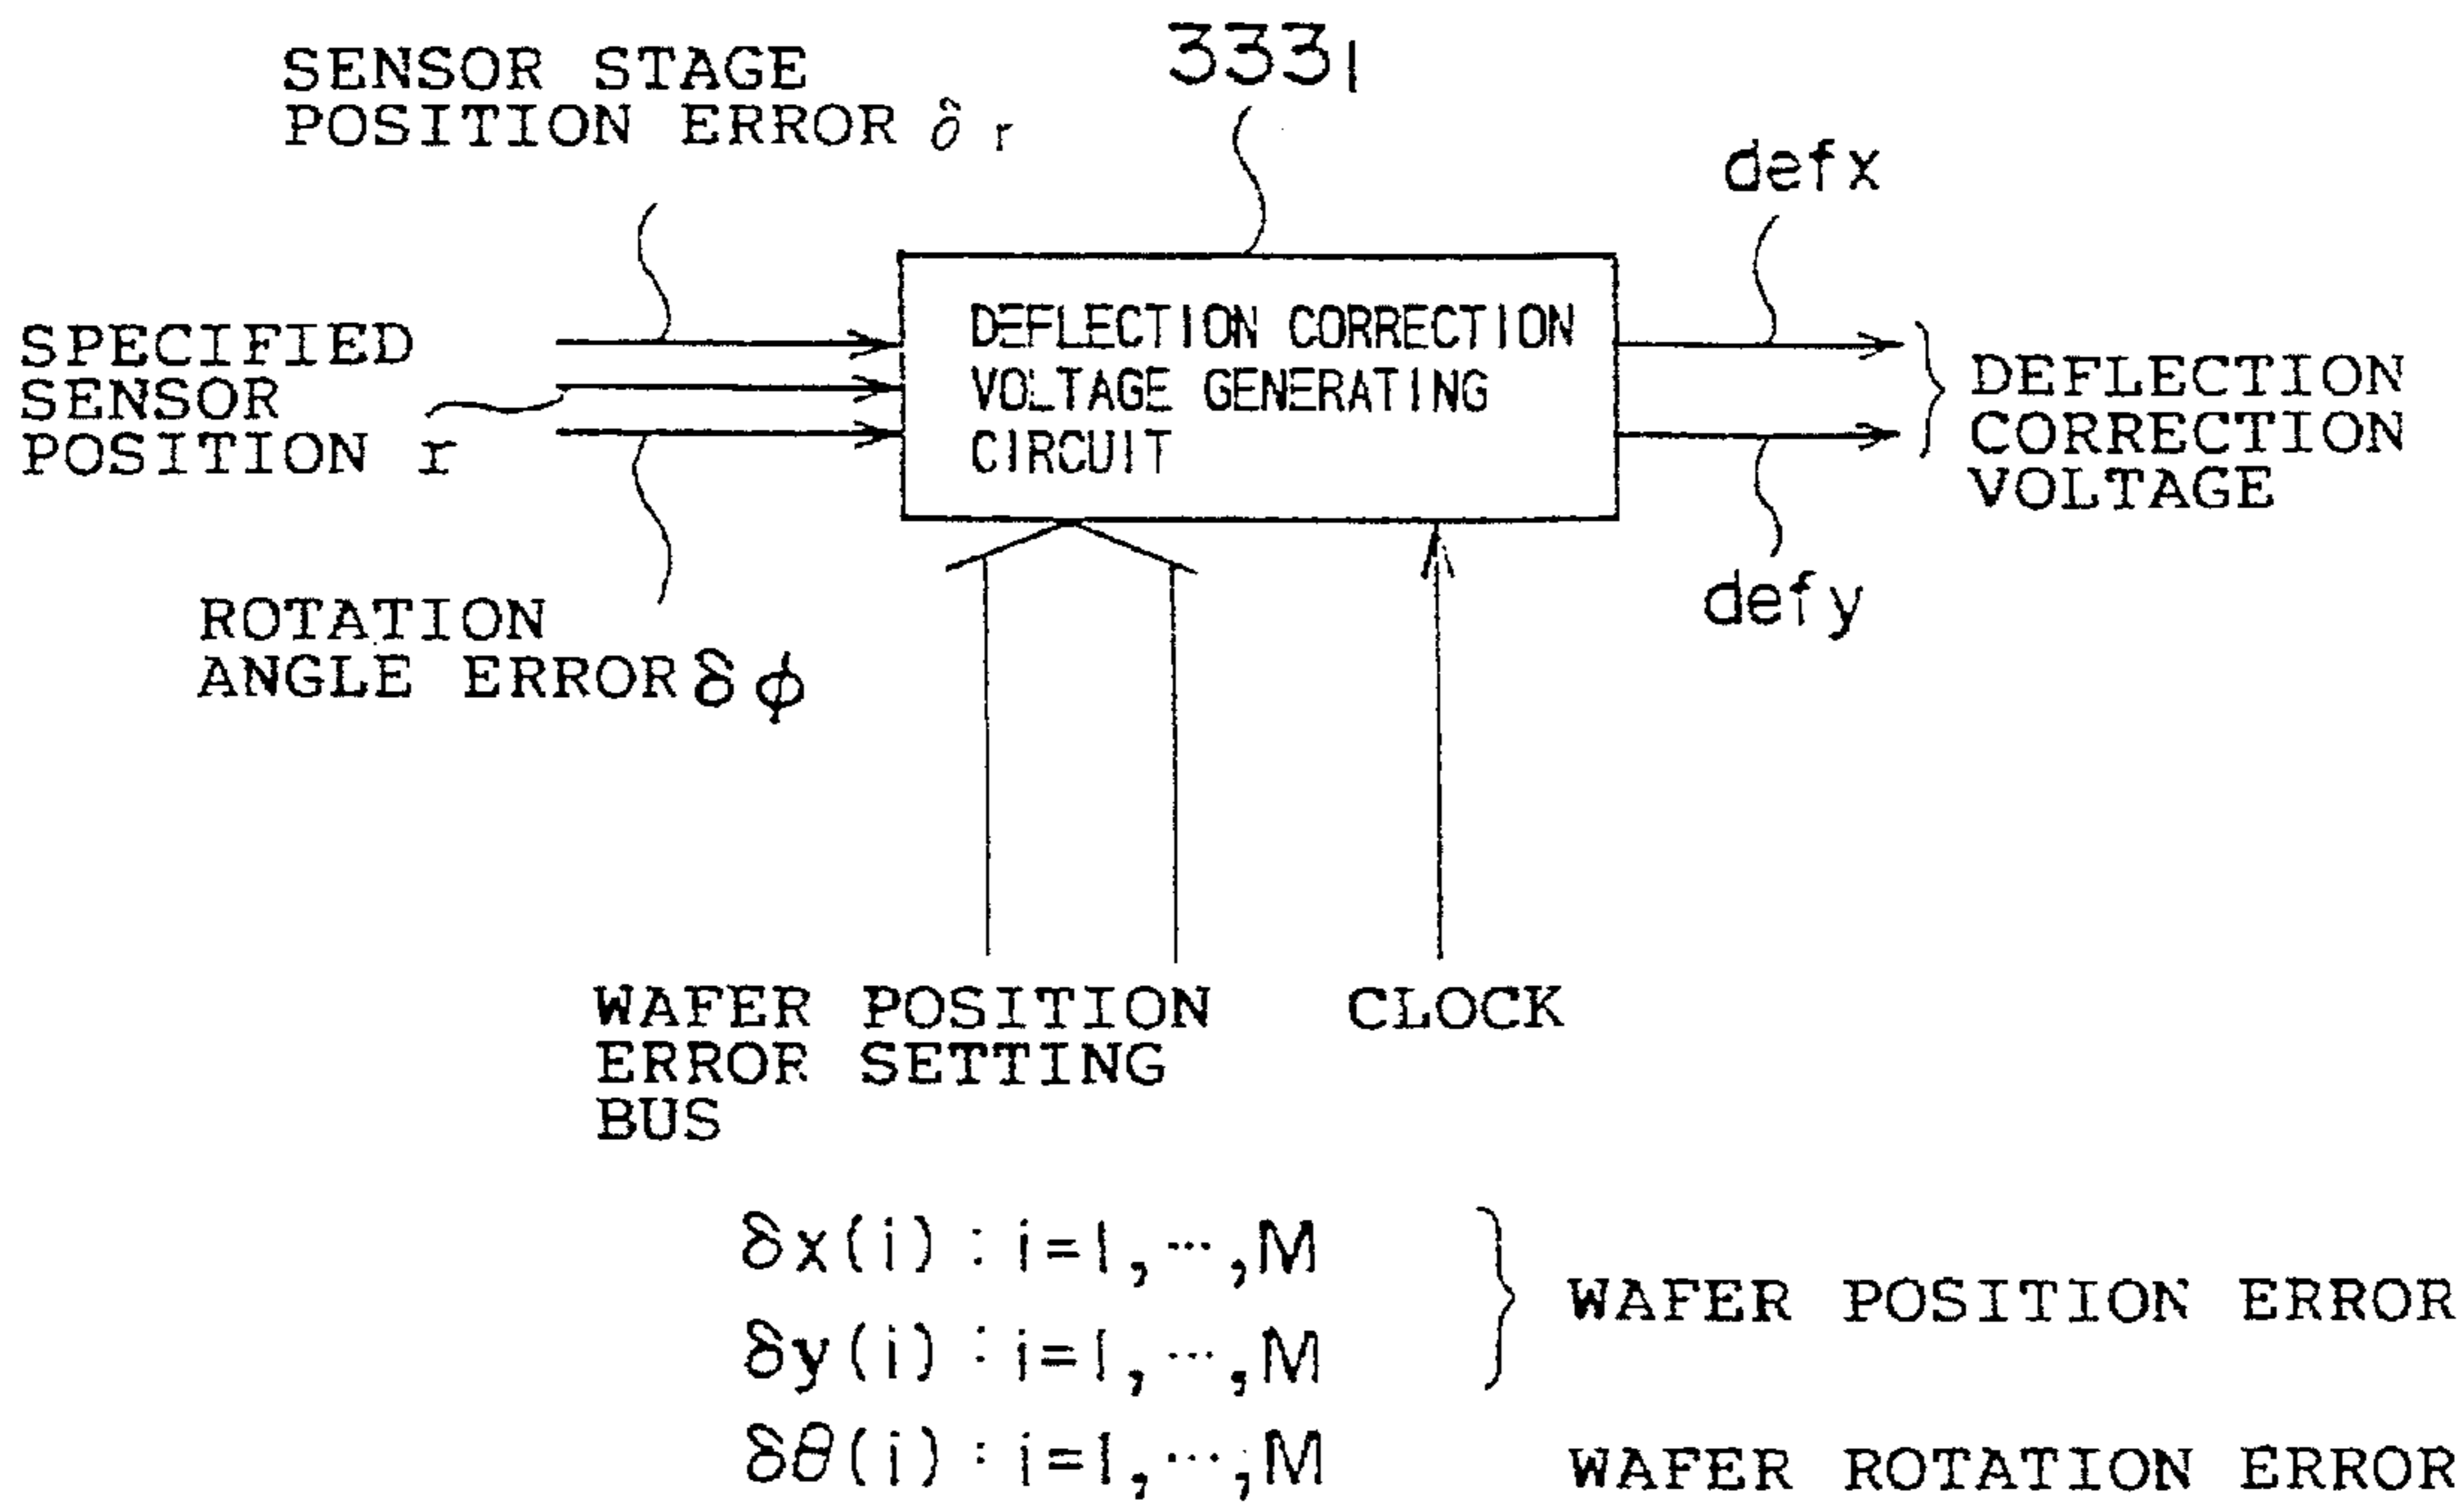 333₁
SENSOR STAGE
POSITION ERROR δr
defx
SPECIFIED
SENSOR
POSITION r
DEFLECTION CORRECTION
VOLTAGE GENERATING
CIRCUIT
DEFLECTION
CORRECTION
VOLTAGE
defy
ROTATION
ANGLE ERROR δφ
WAFER POSITION
ERROR SETTING
BUS
CLOCK
δx(i) : i=1,…,M
δy(i) : i=1,…,M
WAFER POSITION ERROR
δθ(i) : i=1,…,M
WAFER ROTATION ERROR